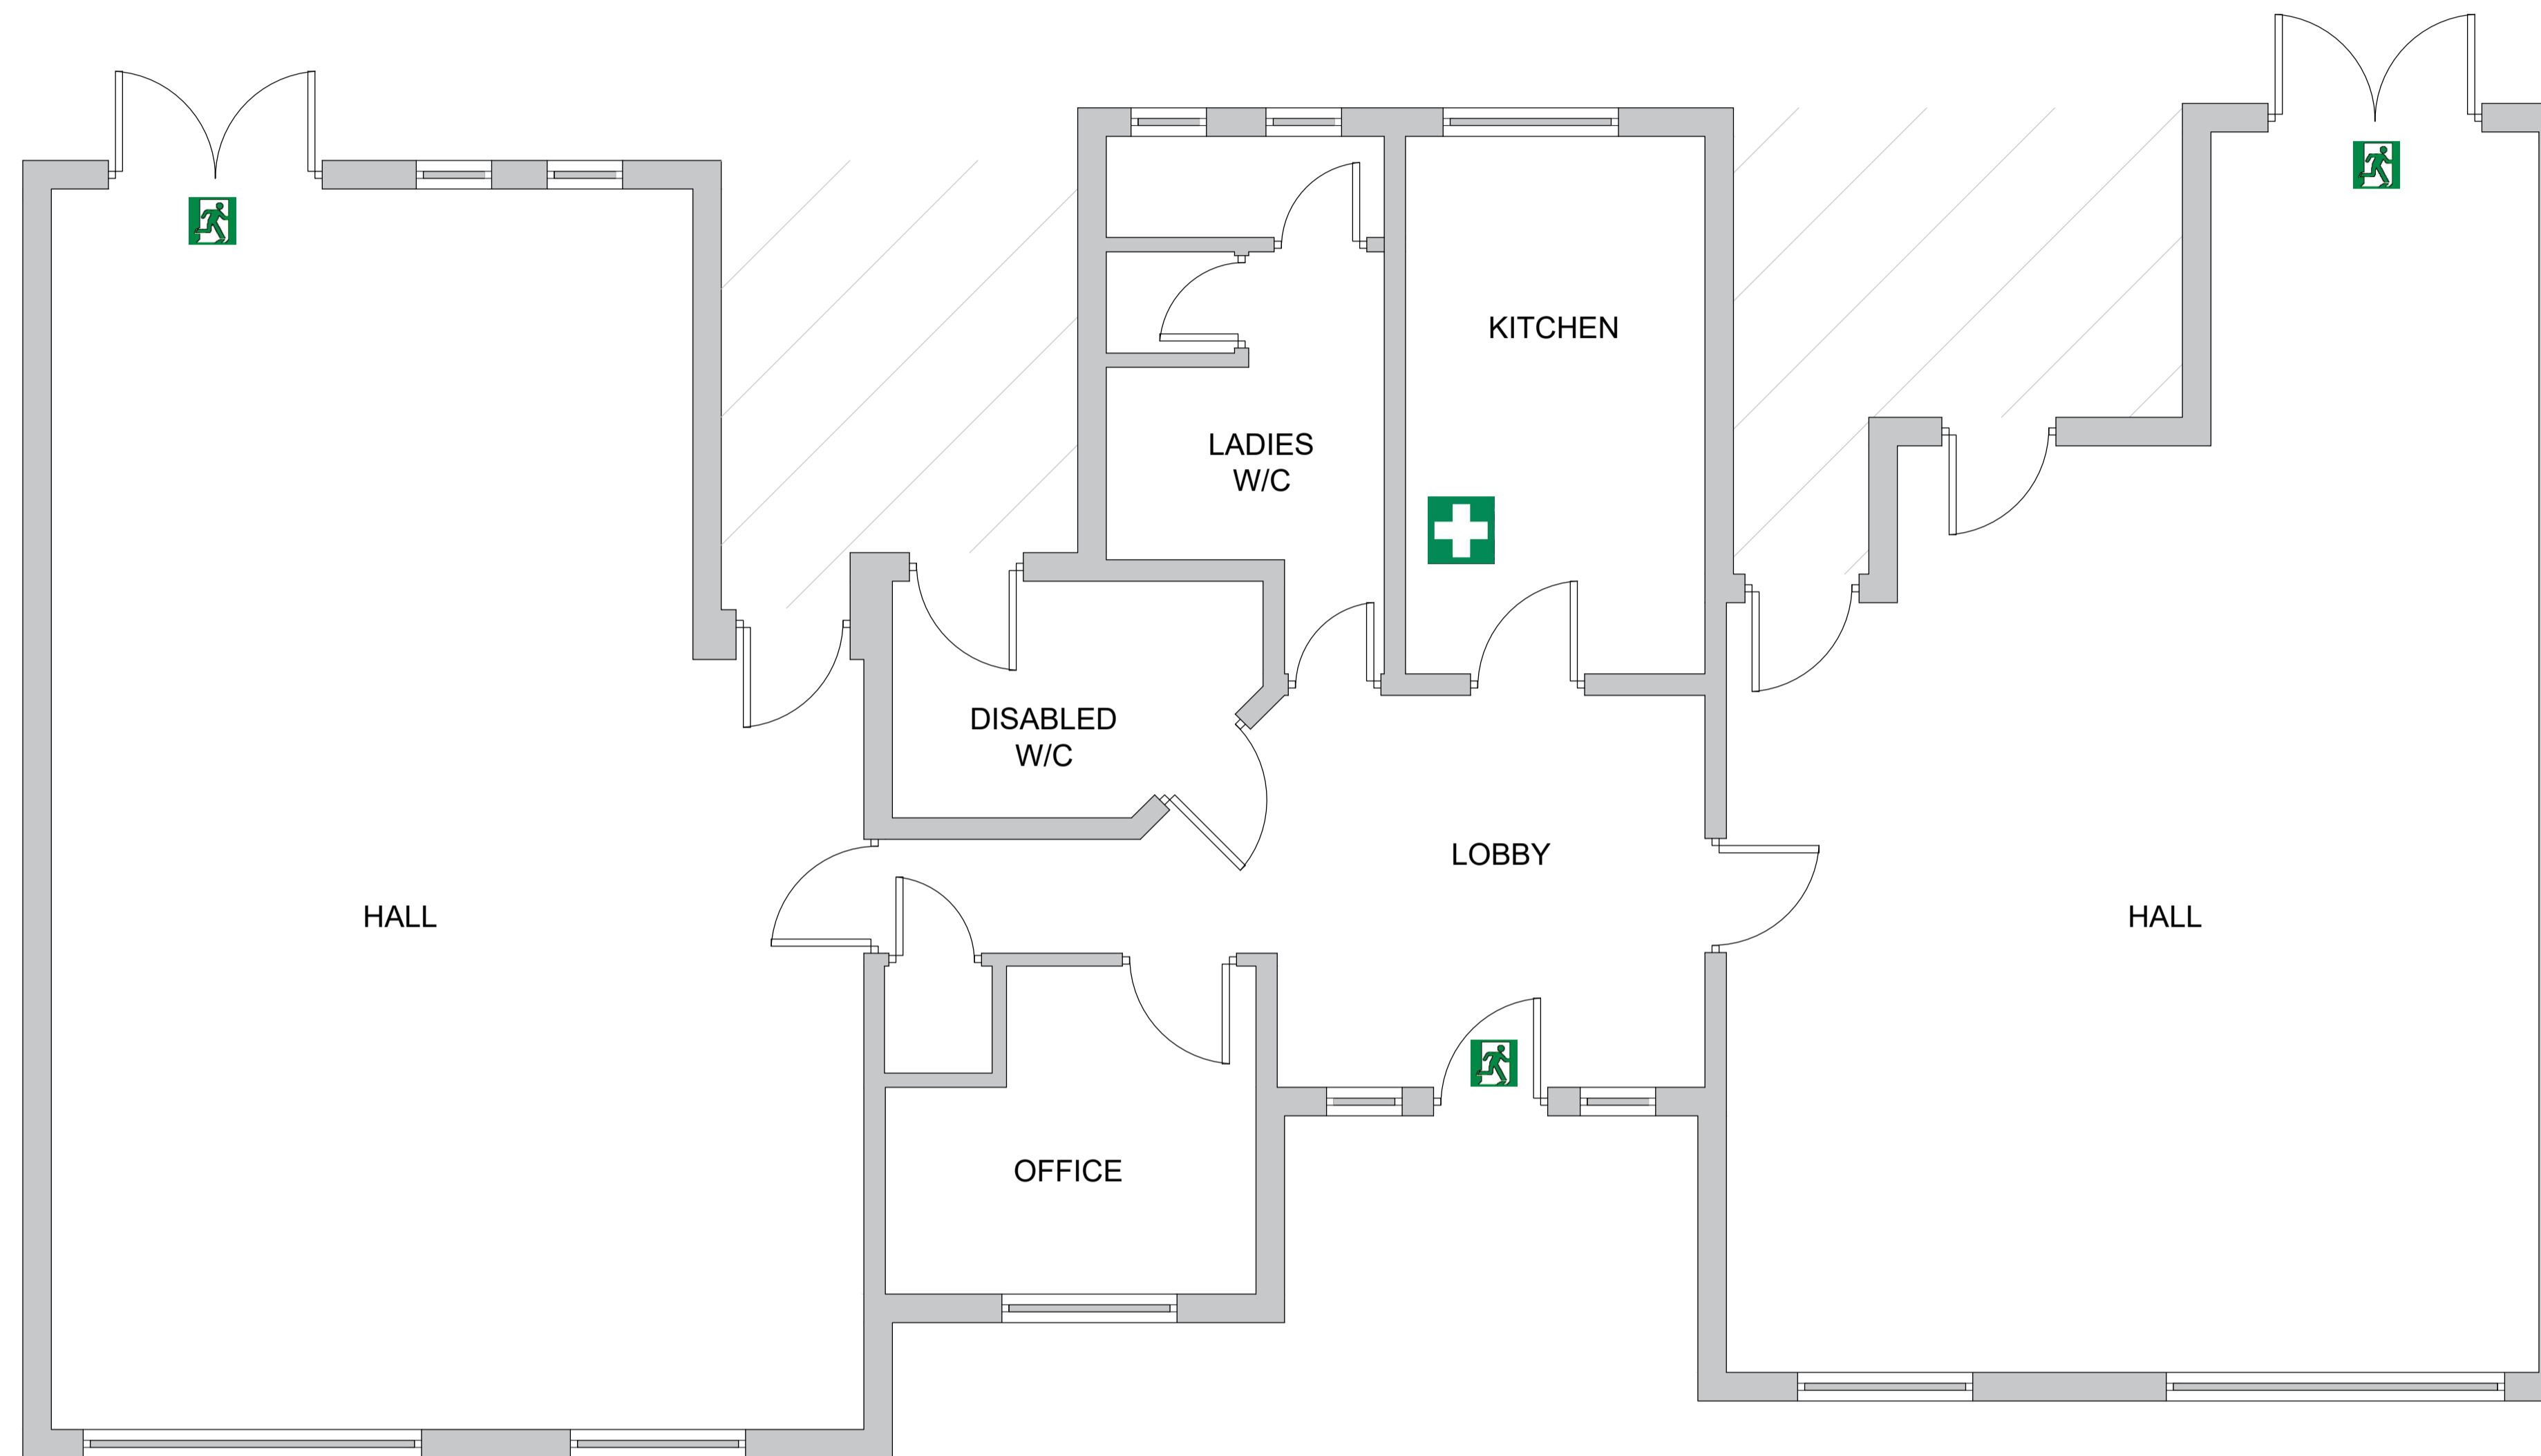 KITCHEN
LADIES
W/C
DISABLED
W/C
LOBBY
HALL
HALL
OFFICE